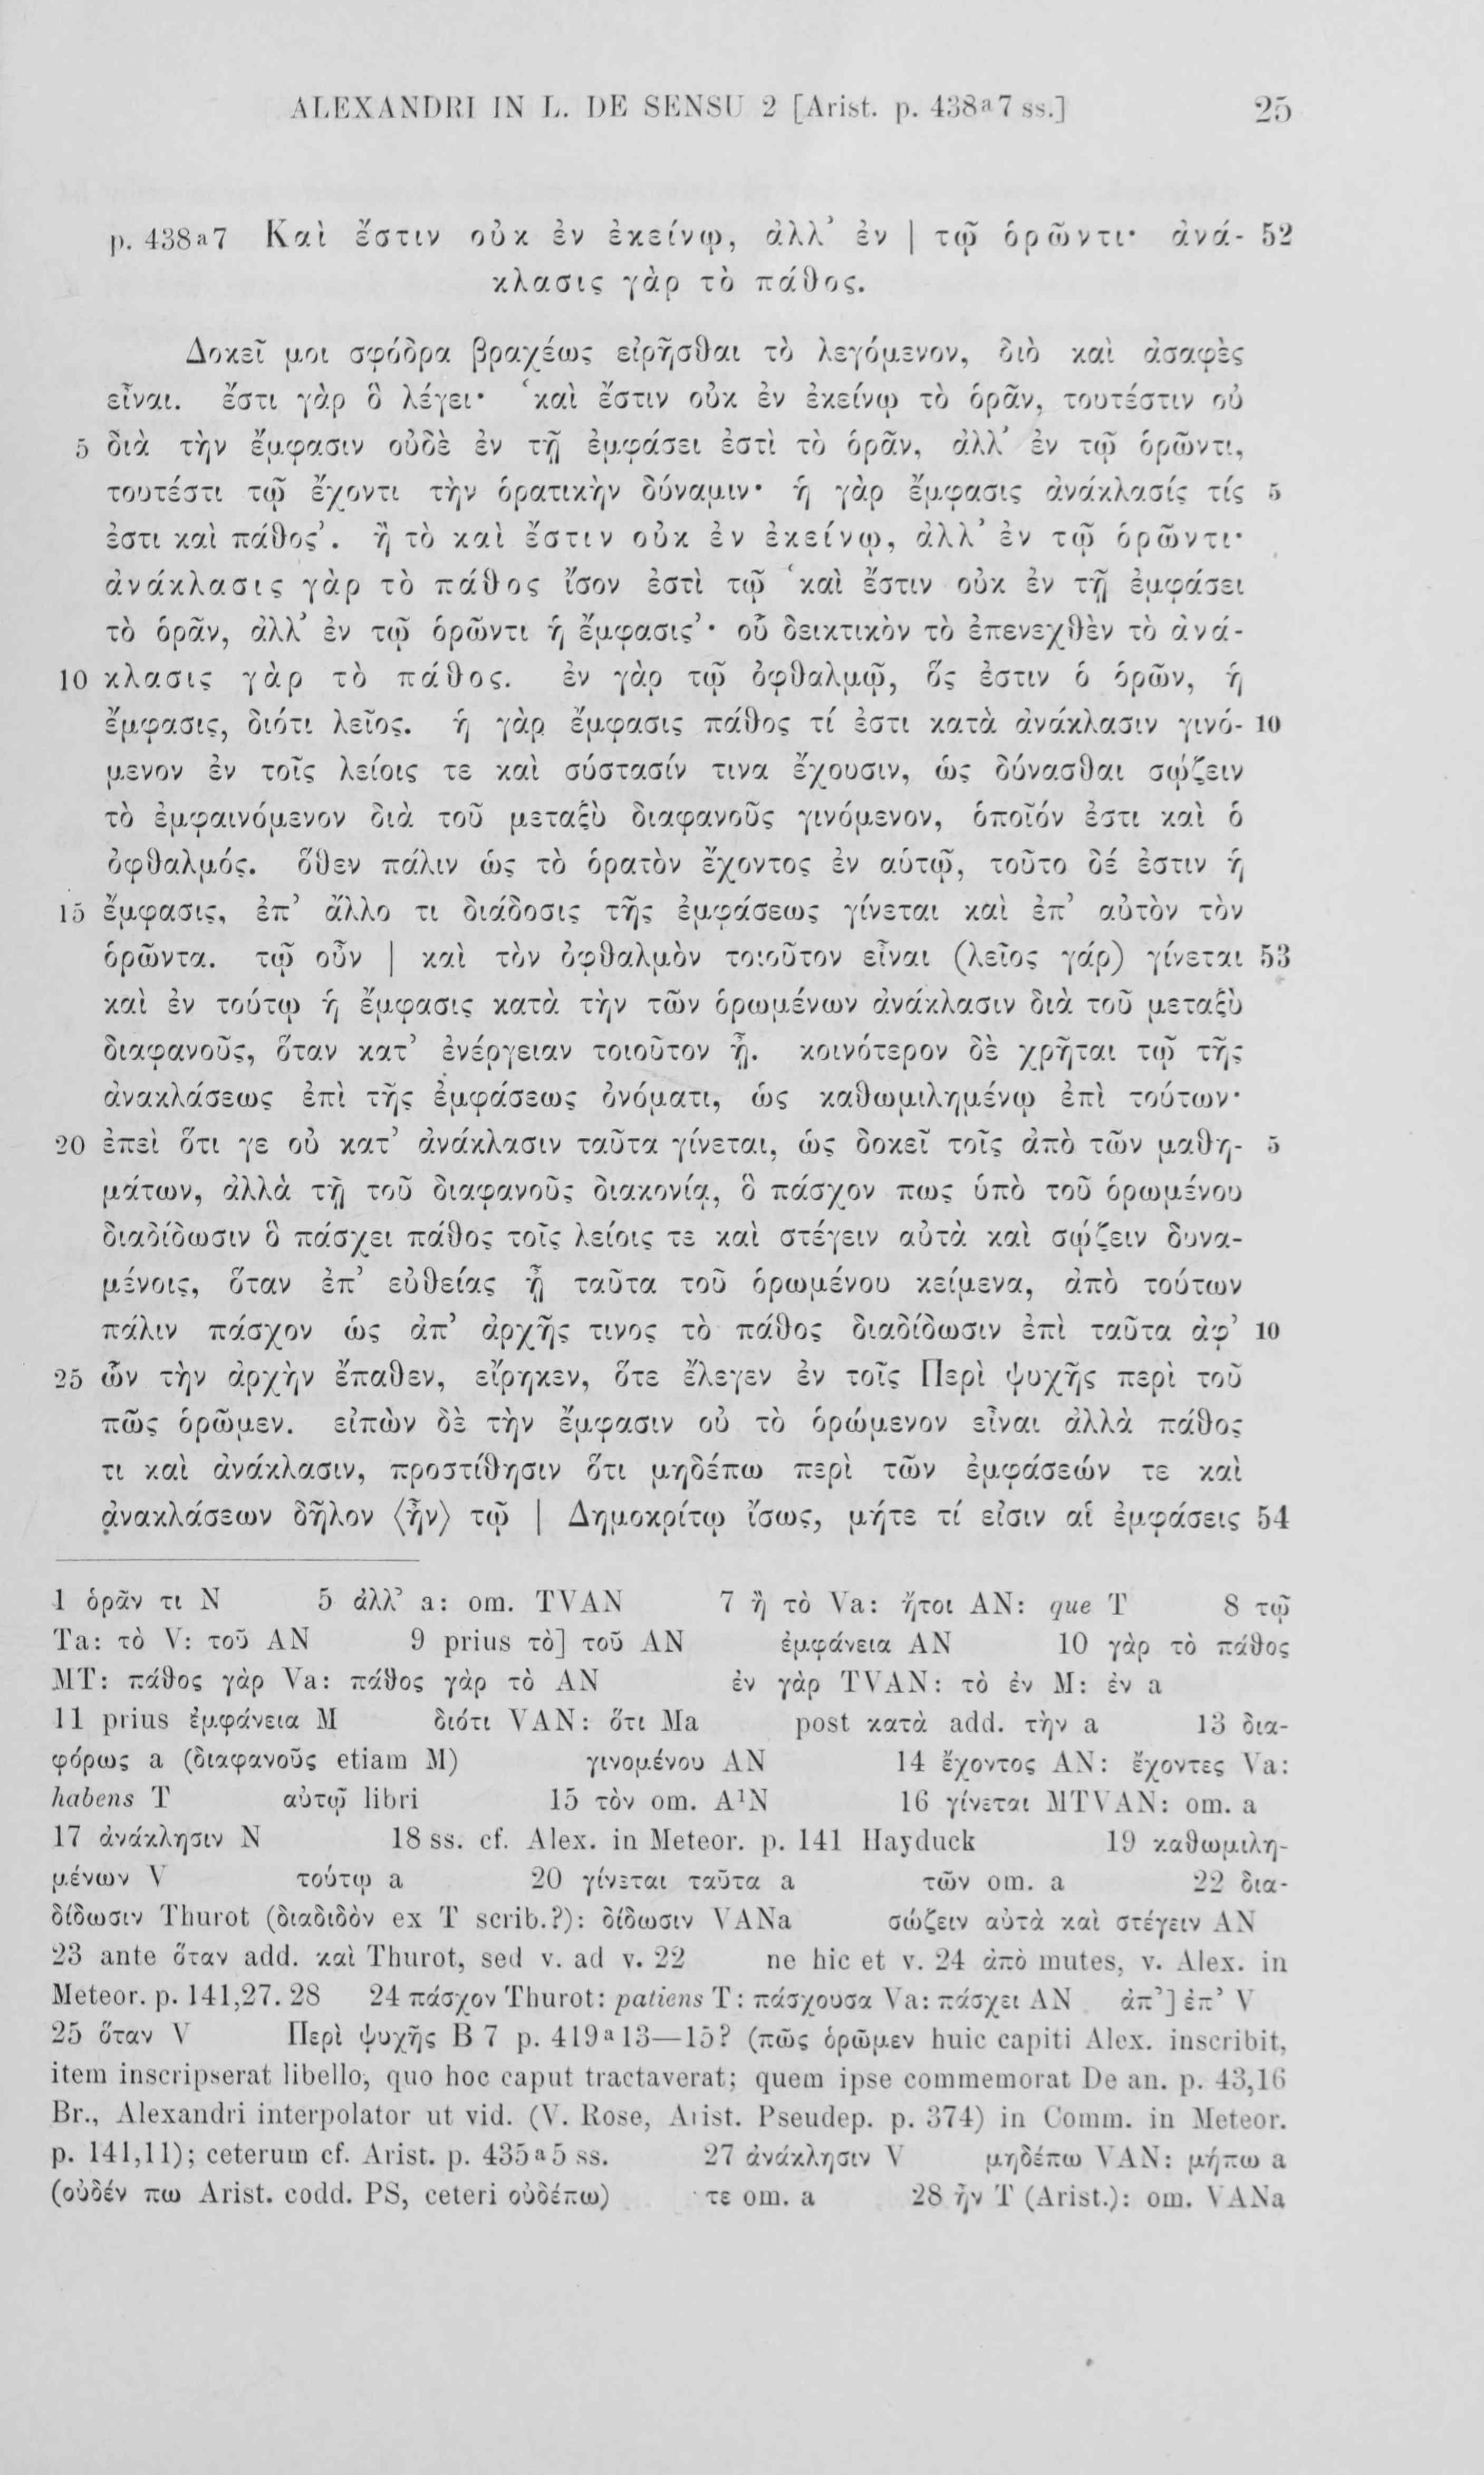 ALEXANDRI IN L. DE SENSU 2 [Arist. p. 438ᵃ7 ss.] 25
p. 438ᵃ7 Καὶ ἔστιν οὐκ ἐν ἐκείνῳ, ἀλλ’ ἐν | τῷ ὁρῶντι· ἀνά- 52
κλασις γὰρ τὸ πάθος.
Δοκεῖ μοι σφόδρα βραχέως εἰρῆσθαι τὸ λεγόμενον, διὸ καὶ ἀσαφὲς
εἶναι. ἔστι γὰρ ὃ λέγει· ‘καὶ ἔστιν οὐκ ἐν ἐκείνῳ τὸ ὁρᾶν, τουτέστιν οὐ
5 διὰ τὴν ἔμφασιν οὐδὲ ἐν τῇ ἐμφάσει ἐστὶ τὸ ὁρᾶν, ἀλλ’ ἐν τῷ ὁρῶντι,
τουτέστι τῷ ἔχοντι τὴν ὁρατικὴν δύναμιν· ἡ γὰρ ἔμφασις ἀνάκλασίς τίς 5
ἐστι καὶ πάθος’. ἢ τὸ καὶ ἔστιν οὐκ ἐν ἐκείνῳ, ἀλλ’ ἐν τῷ ὁρῶντι·
ἀνάκλασις γὰρ τὸ πάθος ἴσον ἐστὶ τῷ ‘καὶ ἔστιν οὐκ ἐν τῇ ἐμφάσει
τὸ ὁρᾶν, ἀλλ’ ἐν τῷ ὁρῶντι ἡ ἔμφασις’· οὗ δεικτικὸν τὸ ἐπενεχθὲν τὸ ἀνά-
10 κλασις γὰρ τὸ πάθος. ἐν γὰρ τῷ ὀφθαλμῷ, ὅς ἐστιν ὁ ὁρῶν, ἡ
ἔμφασις, διότι λεῖος. ἡ γὰρ ἔμφασις πάθος τί ἐστι κατὰ ἀνάκλασιν γινό- 10
μενον ἐν τοῖς λείοις τε καὶ σύστασίν τινα ἔχουσιν, ὡς δύνασθαι σῴζειν
τὸ ἐμφαινόμενον διὰ τοῦ μεταξὺ διαφανοῦς γινόμενον, ὁποῖόν ἐστι καὶ ὁ
ὀφθαλμός. ὅθεν πάλιν ὡς τὸ ὁρατὸν ἔχοντος ἐν αὑτῷ, τοῦτο δέ ἐστιν ἡ
15 ἔμφασις, ἐπ’ ἄλλο τι διάδοσις τῆς ἐμφάσεως γίνεται καὶ ἐπ’ αὐτὸν τὸν
ὁρῶντα. τῷ οὖν | καὶ τὸν ὀφθαλμὸν τοιοῦτον εἶναι (λεῖος γάρ) γίνεται 53
καὶ ἐν τούτῳ ἡ ἔμφασις κατὰ τὴν τῶν ὁρωμένων ἀνάκλασιν διὰ τοῦ μεταξὺ
διαφανοῦς, ὅταν κατ’ ἐνέργειαν τοιοῦτον ᾖ. κοινότερον δὲ χρῆται τῷ τῆς
ἀνακλάσεως ἐπὶ τῆς ἐμφάσεως ὀνόματι, ὡς καθωμιλημένῳ ἐπὶ τούτων·
20 ἐπεὶ ὅτι γε οὐ κατ’ ἀνάκλασιν ταῦτα γίνεται, ὡς δοκεῖ τοῖς ἀπὸ τῶν μαθη- 5
μάτων, ἀλλὰ τῇ τοῦ διαφανοῦς διακονίᾳ, ὃ πάσχον πως ὑπὸ τοῦ ὁρωμένου
διαδίδωσιν ὃ πάσχει πάθος τοῖς λείοις τε καὶ στέγειν αὐτὰ καὶ σῴζειν δυνα-
μένοις, ὅταν ἐπ’ εὐθείας ᾖ ταῦτα τοῦ ὁρωμένου κείμενα, ἀπὸ τούτων
πάλιν πάσχον ὡς ἀπ’ ἀρχῆς τινος τὸ πάθος διαδίδωσιν ἐπὶ ταῦτα ἀφ’ 10
25 ὧν τὴν ἀρχὴν ἔπαθεν, εἴρηκεν, ὅτε ἔλεγεν ἐν τοῖς Περὶ ψυχῆς περὶ τοῦ
πῶς ὁρῶμεν. εἰπὼν δὲ τὴν ἔμφασιν οὐ τὸ ὁρώμενον εἶναι ἀλλὰ πάθος
τι καὶ ἀνάκλασιν, προστίθησιν ὅτι μηδέπω περὶ τῶν ἐμφάσεών τε καὶ
ἀνακλάσεων δῆλον ⟨ἦν⟩ τῷ | Δημοκρίτῳ ἴσως, μήτε τί εἰσιν αἱ ἐμφάσεις 54
1 ὁρᾶν τι N 5 ἀλλ’ a: om. TVAN 7 ἢ τὸ Va: ἤτοι AN: que T 8 τῷ
Ta: τὸ V: τοῦ AN 9 prius τὸ] τοῦ AN ἐμφάνεια AN 10 γὰρ τὸ πάθος
MT: πάθος γὰρ Va: πάθος γὰρ τὸ AN ἐν γὰρ TVAN: τὸ ἐν M: ἐν a
11 prius ἐμφάνεια M διότι VAN: ὅτι Ma post κατὰ add. τὴν a 13 δια-
φόρως a (διαφανοῦς etiam M) γινομένου AN 14 ἔχοντος AN: ἔχοντες Va:
habens T αὐτῷ libri 15 τὸν om. A¹N 16 γίνεται MTVAN: om. a
17 ἀνάκλησιν N 18 ss. cf. Alex. in Meteor. p. 141 Hayduck 19 καθωμιλη-
μένων V τούτῳ a 20 γίνεται ταῦτα a τῶν om. a 22 δια-
δίδωσιν Thurot (διαδιδὸν ex T scrib.?): δίδωσιν VANa σώζειν αὐτὰ καὶ στέγειν AN
23 ante ὅταν add. καὶ Thurot, sed v. ad v. 22 ne hic et v. 24 ἀπὸ mutes, v. Alex. in
Meteor. p. 141,27. 28 24 πάσχον Thurot: patiens T: πάσχουσα Va: πάσχει AN ἀπ’] ἐπ’ V
25 ὅταν V Περὶ ψυχῆς B 7 p. 419ᵃ13—15? (πῶς ὁρῶμεν huic capiti Alex. inscribit,
item inscripserat libello, quo hoc caput tractaverat; quem ipse commemorat De an. p. 43,16
Br., Alexandri interpolator ut vid. (V. Rose, Arist. Pseudep. p. 374) in Comm. in Meteor.
p. 141,11); ceterum cf. Arist. p. 435ᵃ5 ss. 27 ἀνάκλησιν V μηδέπω VAN: μήπω a
(οὐδέν πω Arist. codd. PS, ceteri οὐδέπω) τε om. a 28 ἦν T (Arist.): om. VANa